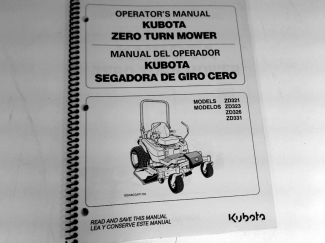 OPERATOR'S MANUAL
KUBOTA
ZERO TURN MOWER
MANUAL DEL OPERADOR
KUBOTA
SEGADORA DE GIRO CERO
MODELS ZD321
MODELOS ZD323
ZD326
ZD331
READ AND SAVE THIS MANUAL
LEA Y CONSERVE ESTE MANUAL
Kubota